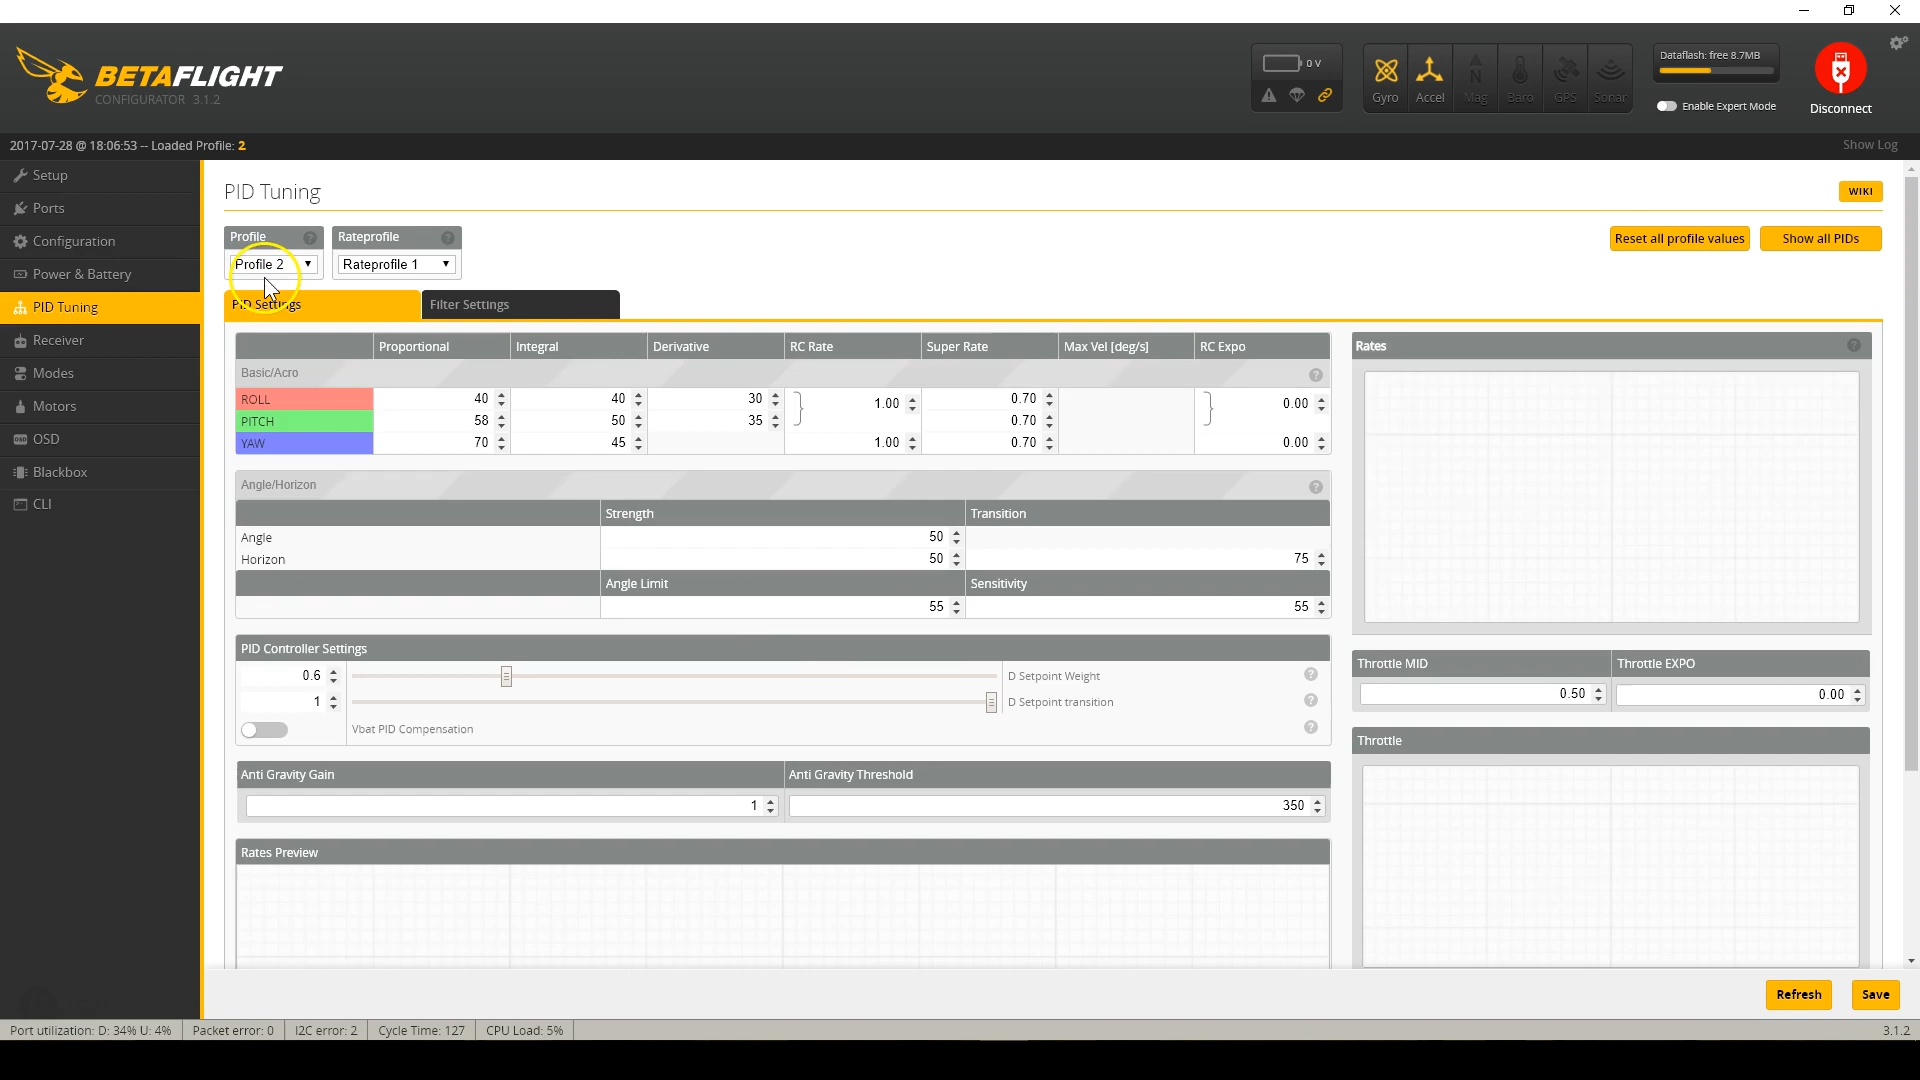 BETAFLIGHT
CONFIGURATOR 3.1.2
0 V
Gyro Accel Mag Baro GPS Sonar
Dataflash: free 8.7MB
Enable Expert Mode
Disconnect
2017-07-28 @ 18:06:53 -- Loaded Profile: 2
Show Log
Setup
Ports
Configuration
Power & Battery
PID Tuning
Receiver
Modes
Motors
OSD
Blackbox
CLI
PID Tuning
WIKI
Profile
Rateprofile
Profile 2
Rateprofile 1
Reset all profile values
Show all PIDs
PID Settings
Filter Settings
Proportional Integral Derivative RC Rate Super Rate Max Vel [deg/s] RC Expo
Basic/Acro
ROLL 40 40 30 1.00 0.70 0.00
PITCH 58 50 35 0.70
YAW 70 45 1.00 0.70 0.00
Angle/Horizon
Strength Transition
Angle 50
Horizon 50 75
Angle Limit Sensitivity
55 55
PID Controller Settings
0.6 D Setpoint Weight
1 D Setpoint transition
Vbat PID Compensation
Anti Gravity Gain Anti Gravity Threshold
1 350
Rates Preview
Rates
Throttle MID Throttle EXPO
0.50 0.00
Throttle
Refresh
Save
Port utilization: D: 34% U: 4% Packet error: 0 I2C error: 2 Cycle Time: 127 CPU Load: 5% 3.1.2